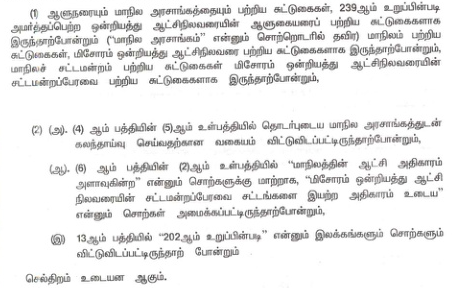 (1) ஆளுநரையும் மாநில அரசாங்கத்தையும் பற்றிய சுட்டுகைகள், 239ஆம் உறுப்பின்படி
அமர்த்தப்பெற்ற ஒன்றியத்து ஆட்சிநிலவரையின் ஆளுகையரைப் பற்றிய சுட்டுகைகளாக
இருந்தாற்போன்றும் ("மாநில அரசாங்கம்" என்னும் சொற்றொடரில் தவிர) மாநிலம் பற்றிய
சுட்டுகைகள், மிசோரம் ஒன்றியத்து ஆட்சிநிலவரை பற்றிய சுட்டுகைகளாக இருந்தாற்போன்றும்,
மாநிலச் சட்டமன்றம் பற்றிய சுட்டுகைகள் மிசோரம் ஒன்றியத்து ஆட்சிநிலவரையின்
சட்டமன்றப்பேரவை பற்றிய சுட்டுகைகளாக இருந்தாற்போன்றும்,
(2) (அ). (4) ஆம் பத்தியின் (5)ஆம் உள்பத்தியில் தொடர்புடைய மாநில அரசாங்கத்துடன்
கலந்தாய்வு செய்வதற்கான வகையம் விட்டுவிடப்பட்டிருந்தாற்போன்றும்,
(ஆ). (6) ஆம் பத்தியின் (2)ஆம் உள்பத்தியில் "மாநிலத்தின் ஆட்சி அதிகாரம்
அளாவுகின்ற" என்னும் சொற்களுக்கு மாற்றாக, "மிசோரம் ஒன்றியத்து ஆட்சி
நிலவரையின் சட்டமன்றப்பேரவை சட்டங்களை இயற்ற அதிகாரம் உடைய"
என்னும் சொற்கள் அமைக்கப்பட்டிருந்தாற்போன்றும்,
(இ) 13ஆம் பத்தியில் "202ஆம் உறுப்பின்படி" என்னும் இலக்கங்களும் சொற்களும்
விட்டுவிடப்பட்டிருந்தாற் போன்றும்
செல்திறம் உடையன ஆகும்.